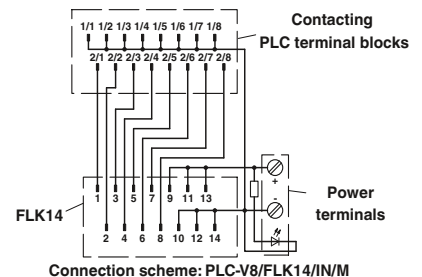 Contacting
PLC terminal blocks
1/1 1/2 1/3 1/4 1/5 1/6 1/7 1/8
2/1 2/2 2/3 2/4 2/5 2/6 2/7 2/8
1 3 5 7 9 11 13
+
-
Power
terminals
FLK14
2 4 6 8 10 12 14
Connection scheme: PLC-V8/FLK14/IN/M